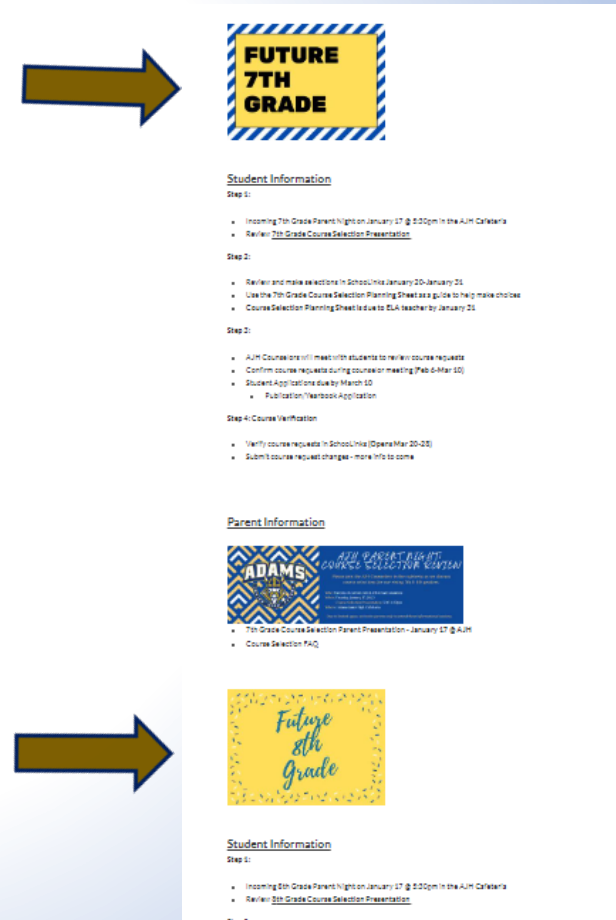 FUTURE
7TH
GRADE
Student Information
Step 1:
Incoming 7th Grade Parent Night on January 17 @ 5:30pm in the AJH Cafeteria
Review 7th Grade Course Selection Presentation
Step 2:
Review and make selections in SchooLinks January 20-January 31
Use the 7th Grade Course Selection Planning Sheet as a guide to help make choices
Course Selection Planning Sheet is due to ELA teacher by January 31
Step 3:
AJH Counselors will meet with students to review course requests
Confirm course requests during counselor meeting (Feb 6-Mar 10)
Student Applications due by March 10
Publication/Yearbook Application
Step 4: Course Verification
Verify course requests in SchooLinks (Opens Mar 20-28)
Submit course request changes - more info to come
Parent Information
ADAMS
AJH PARENT NIGHT:
COURSE SELECTION REVIEW
7th Grade Course Selection Parent Presentation - January 17 @ AJH
Course Selection FAQ
Future
8th
Grade
Student Information
Step 1:
Incoming 8th Grade Parent Night on January 17 @ 5:30pm in the AJH Cafeteria
Review 8th Grade Course Selection Presentation